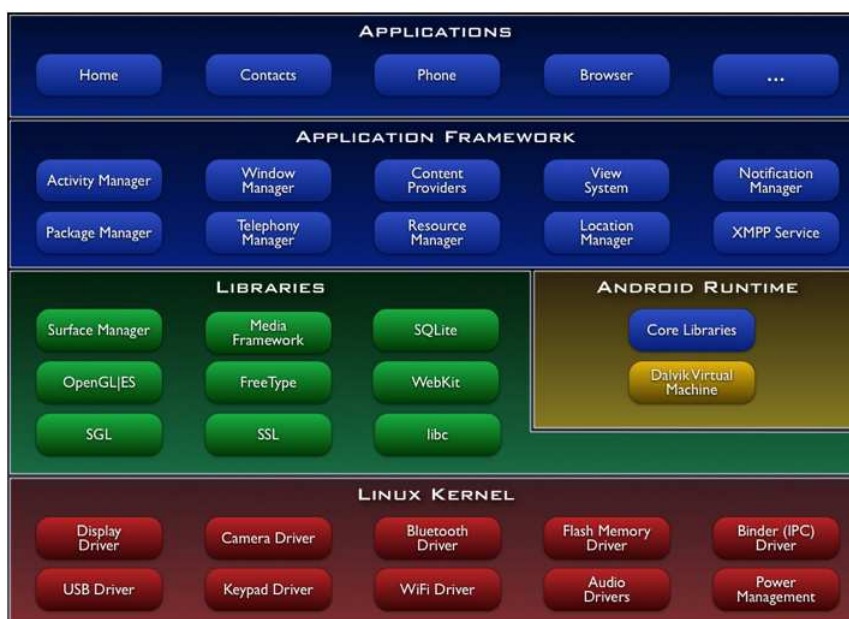 APPLICATIONS
Home
Contacts
Phone
Browser
...
APPLICATION FRAMEWORK
Activity Manager
Window
Manager
Content
Providers
View
System
Notification
Manager
Package Manager
Telephony
Manager
Resource
Manager
Location
Manager
XMPP Service
LIBRARIES
Surface Manager
Media
Framework
SQLite
OpenGL|ES
FreeType
WebKit
SGL
SSL
libc
ANDROID RUNTIME
Core Libraries
Dalvik Virtual
Machine
LINUX KERNEL
Display
Driver
Camera Driver
Bluetooth
Driver
Flash Memory
Driver
Binder (IPC)
Driver
USB Driver
Keypad Driver
WiFi Driver
Audio
Drivers
Power
Management